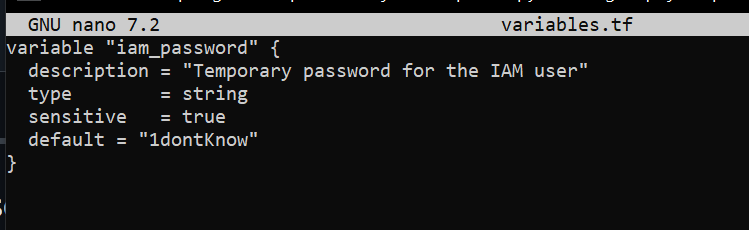 GNU nano 7.2 variables.tf
variable "iam_password" {
  description = "Temporary password for the IAM user"
  type        = string
  sensitive   = true
  default = "1dontKnow"
}